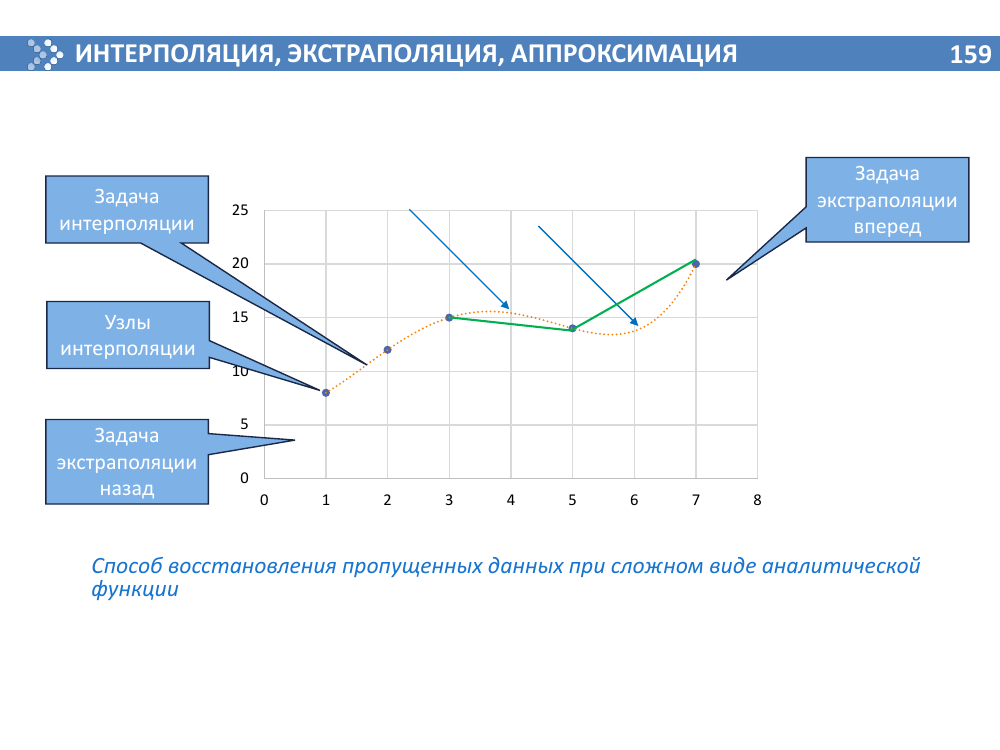 ИНТЕРПОЛЯЦИЯ, ЭКСТРАПОЛЯЦИЯ, АППРОКСИМАЦИЯ 159
Задача
интерполяции
Узлы
интерполяции
Задача
экстраполяции
назад
Задача
экстраполяции
вперед
25
20
15
10
5
0
0 1 2 3 4 5 6 7 8
Способ восстановления пропущенных данных при сложном виде аналитической
функции